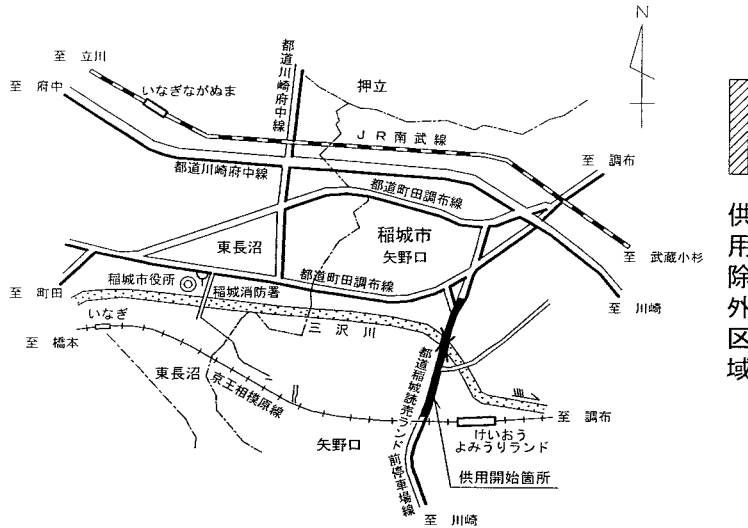 N
至 立川
都道川崎府中線
押立
いなぎながぬま
至 府中
JR南武線
至 調布
都道川崎府中線
都道町田調布線
稲城市
矢野口
東長沼
至 武蔵小杉
稲城市役所
稲城消防署
都道町田調布線
至 町田
至 川崎
いなぎ
三沢川
至 橋本
東長沼
京王相模原線
都道稲城読売ランド前停車場線
至 調布
けいおう
よみうりランド
矢野口
供用開始箇所
至 川崎
供用除外区域